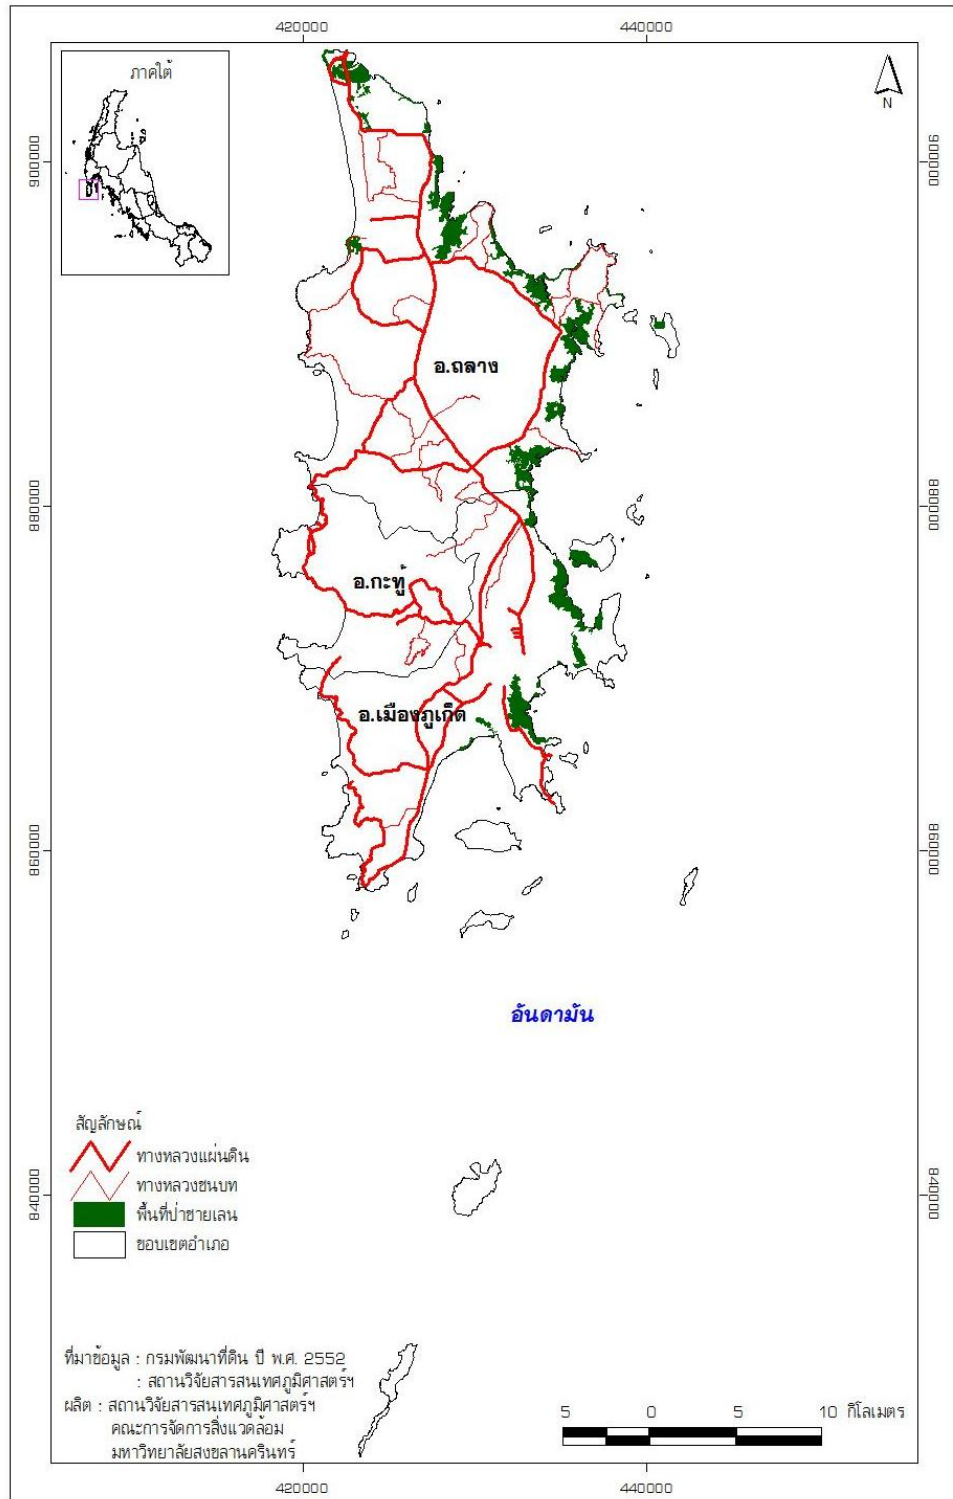 420000
440000
ภาคใต้
N
900000
900000
อ.ถลาง
880000
880000
อ.กะทู้
อ.เมืองภูเก็ต
860000
860000
อันดามัน
สัญลักษณ์
ทางหลวงแผ่นดิน
ทางหลวงชนบท
พื้นที่ป่าชายเลน
ขอบเขตอำเภอ
840000
840000
ที่มาข้อมูล : กรมพัฒนาที่ดิน ปี พ.ศ. 2552
: สถานวิจัยสารสนเทศภูมิศาสตร์ฯ
ผลิต : สถานวิจัยสารสนเทศภูมิศาสตร์ฯ
คณะการจัดการสิ่งแวดล้อม
มหาวิทยาลัยสงขลานครินทร์
5 0 5 10 กิโลเมตร
420000
440000